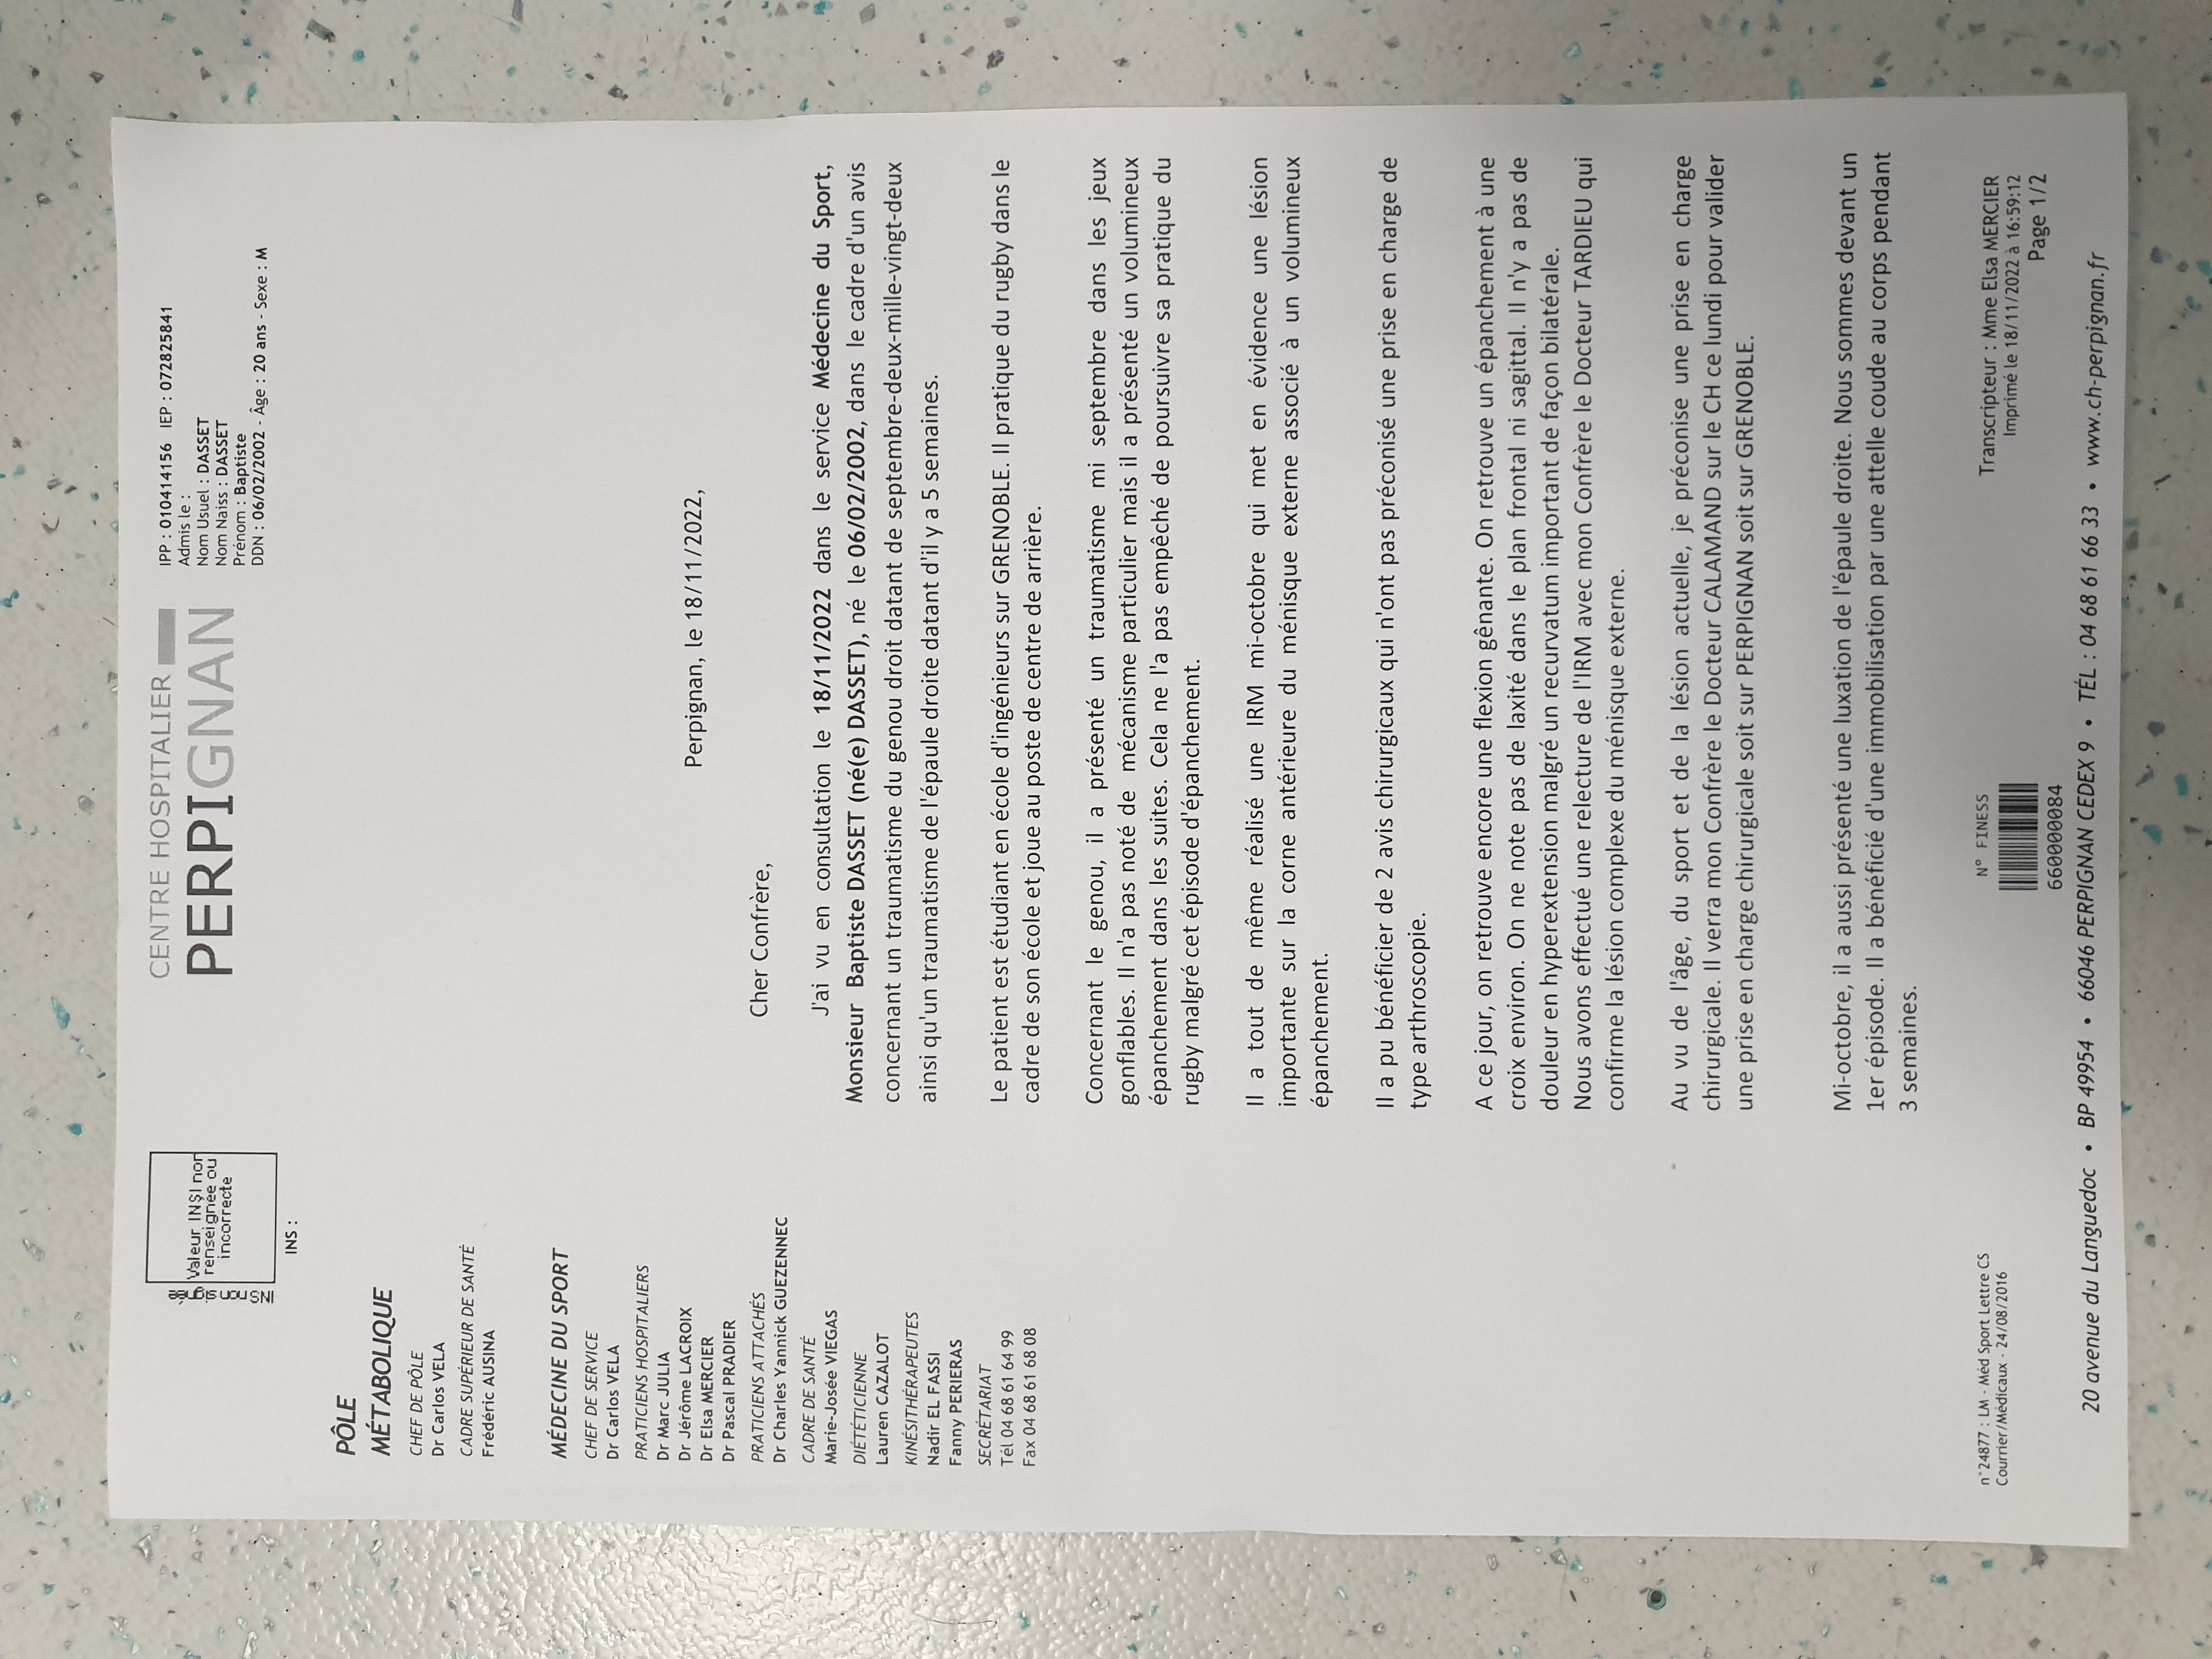 INS non signée
Valeur INSI non
renseignée ou
incorrecte
INS :
CENTRE HOSPITALIER
PERPIGNAN
IPP : 010414156 IEP : 072825841
Admis le :
Nom Usuel : DASSET
Nom Naiss : DASSET
Prénom : Baptiste
DDN : 06/02/2002 - Âge : 20 ans - Sexe : M
PÔLE
MÉTABOLIQUE
CHEF DE PÔLE
Dr Carlos VELA
CADRE SUPÉRIEUR DE SANTÉ
Frédéric AUSINA
MÉDECINE DU SPORT
CHEF DE SERVICE
Dr Carlos VELA
PRATICIENS HOSPITALIERS
Dr Marc JULIA
Dr Jérôme LACROIX
Dr Elsa MERCIER
Dr Pascal PRADIER
PRATICIENS ATTACHÉS
Dr Charles Yannick GUEZENNEC
CADRE DE SANTÉ
Marie-Josée VIEGAS
DIÉTÉTICIENNE
Lauren CAZALOT
KINÉSITHÉRAPEUTES
Nadir EL FASSI
Fanny PERIERAS
SECRÉTARIAT
Tél 04 68 61 64 99
Fax 04 68 61 68 08
Perpignan, le 18/11/2022,
Cher Confrère,
J'ai vu en consultation le 18/11/2022 dans le service Médecine du Sport,
Monsieur Baptiste DASSET (né(e) DASSET), né le 06/02/2002, dans le cadre d'un avis
concernant un traumatisme du genou droit datant de septembre-deux-mille-vingt-deux
ainsi qu'un traumatisme de l'épaule droite datant d'il y a 5 semaines.
Le patient est étudiant en école d'ingénieurs sur GRENOBLE. Il pratique du rugby dans le
cadre de son école et joue au poste de centre de arrière.
Concernant le genou, il a présenté un traumatisme mi septembre dans les jeux
gonflables. Il n'a pas noté de mécanisme particulier mais il a présenté un volumineux
épanchement dans les suites. Cela ne l'a pas empêché de poursuivre sa pratique du
rugby malgré cet épisode d'épanchement.
Il a tout de même réalisé une IRM mi-octobre qui met en évidence une lésion
importante sur la corne antérieure du ménisque externe associé à un volumineux
épanchement.
Il a pu bénéficier de 2 avis chirurgicaux qui n'ont pas préconisé une prise en charge de
type arthroscopie.
A ce jour, on retrouve encore une flexion gênante. On retrouve un épanchement à une
croix environ. On ne note pas de laxité dans le plan frontal ni sagittal. Il n'y a pas de
douleur en hyperextension malgré un recurvatum important de façon bilatérale.
Nous avons effectué une relecture de l'IRM avec mon Confrère le Docteur TARDIEU qui
confirme la lésion complexe du ménisque externe.
Au vu de l'âge, du sport et de la lésion actuelle, je préconise une prise en charge
chirurgicale. Il verra mon Confrère le Docteur CALAMAND sur le CH ce lundi pour valider
une prise en charge chirurgicale soit sur PERPIGNAN soit sur GRENOBLE.
Mi-octobre, il a aussi présenté une luxation de l'épaule droite. Nous sommes devant un
1er épisode. Il a bénéficié d'une immobilisation par une attelle coude au corps pendant
3 semaines.
n°24877 : LM - Méd Sport Lettre CS
Courrier/Médicaux - 24/08/2016
N° FINESS
660000084
Transcripteur : Mme Elsa MERCIER
Imprimé le 18/11/2022 à 16:59:12
Page 1/2
20 avenue du Languedoc • BP 49954 • 66046 PERPIGNAN CEDEX 9 • TÉL : 04 68 61 66 33 • www.ch-perpignan.fr